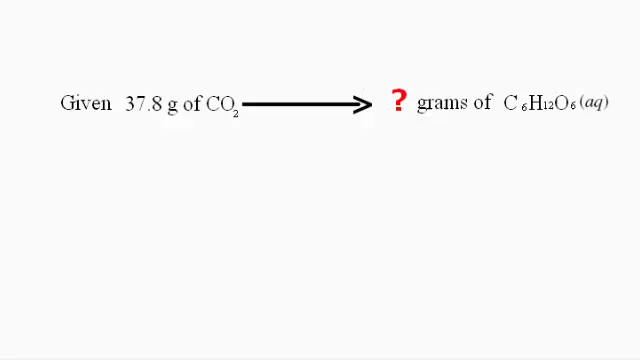 Given 37.8 g of CO₂ ? grams of C₆H₁₂O₆ (aq)